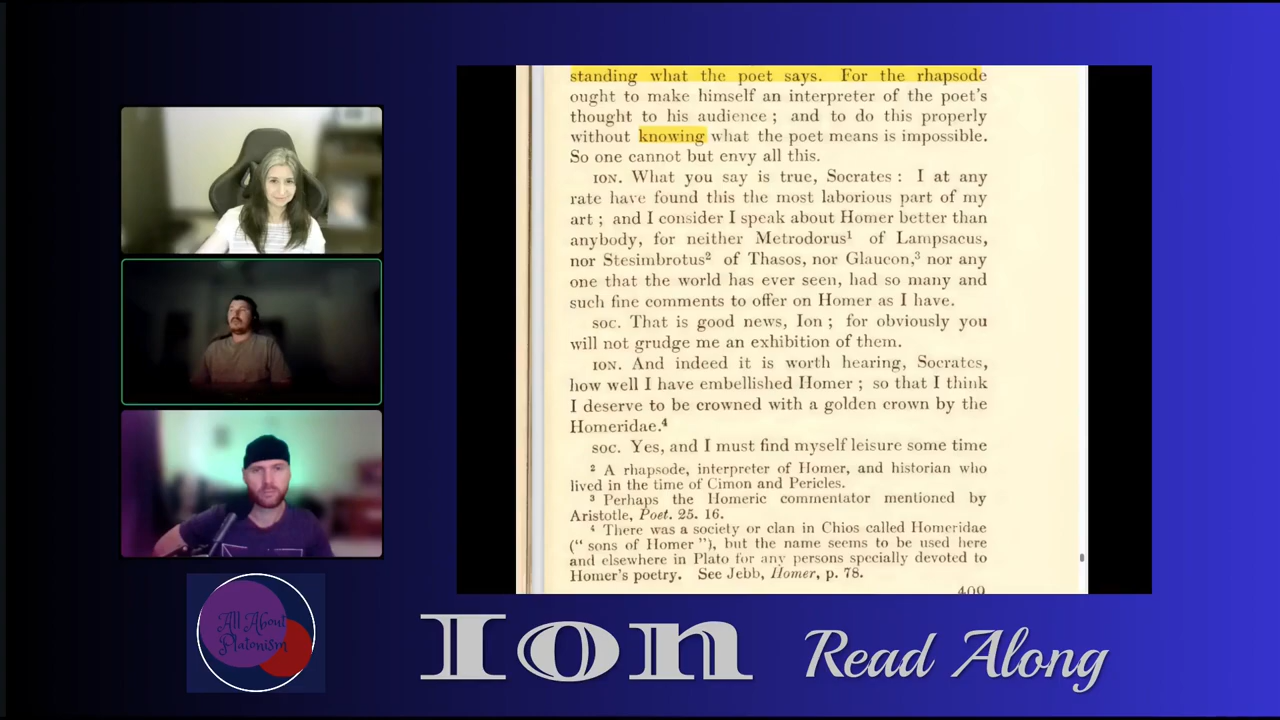 standing what the poet says. For the rhapsode
ought to make himself an interpreter of the poet's
thought to his audience ; and to do this properly
without knowing what the poet means is impossible.
So one cannot but envy all this.
ION. What you say is true, Socrates : I at any
rate have found this the most laborious part of my
art ; and I consider I speak about Homer better than
anybody, for neither Metrodorus¹ of Lampsacus,
nor Stesimbrotus² of Thasos, nor Glaucon,³ nor any
one that the world has ever seen, had so many and
such fine comments to offer on Homer as I have.
SOC. That is good news, Ion ; for obviously you
will not grudge me an exhibition of them.
ION. And indeed it is worth hearing, Socrates,
how well I have embellished Homer ; so that I think
I deserve to be crowned with a golden crown by the
Homeridae.⁴
SOC. Yes, and I must find myself leisure some time
² A rhapsode, interpreter of Homer, and historian who
lived in the time of Cimon and Pericles.
³ Perhaps the Homeric commentator mentioned by
Aristotle, Poet. 25. 16.
⁴ There was a society or clan in Chios called Homeridae
(“ sons of Homer ”), but the name seems to be used here
and elsewhere in Plato for any persons specially devoted to
Homer's poetry. See Jebb, Homer, p. 78.
409
All About
Platonism
Ion Read Along